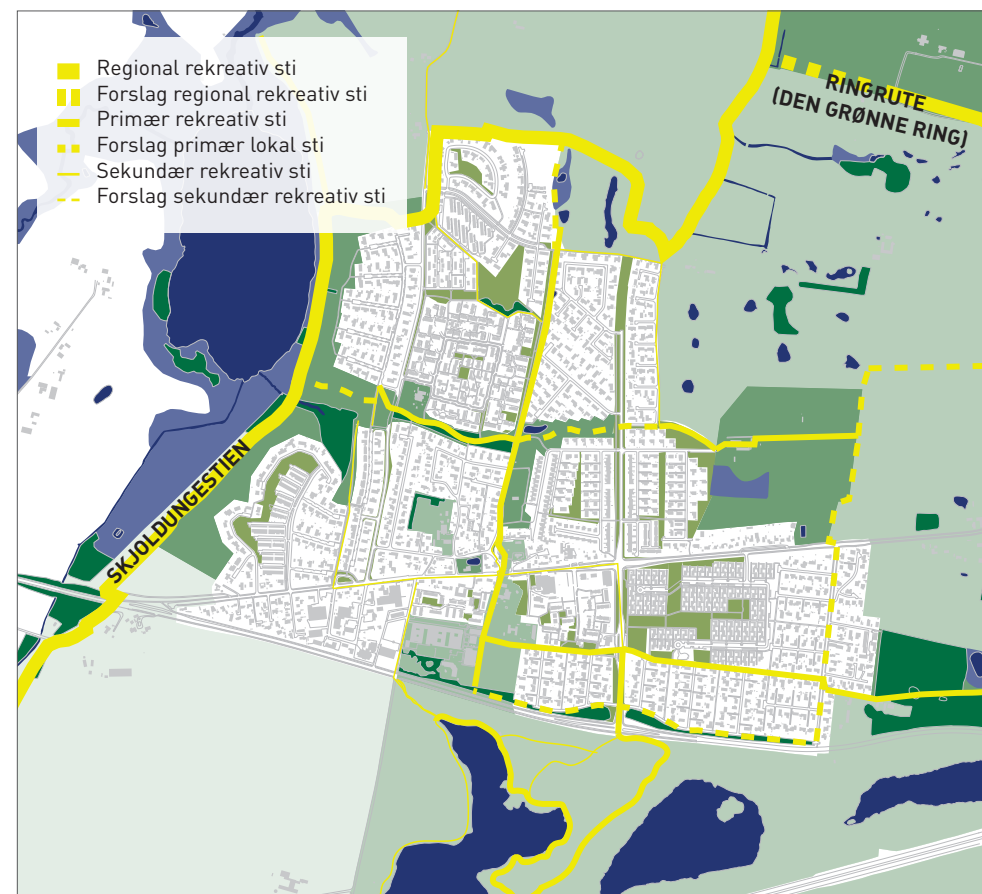 Regional rekreativ sti
Forslag regional rekreativ sti
Primær rekreativ sti
Forslag primær lokal sti
Sekundær rekreativ sti
Forslag sekundær rekreativ sti
RINGRUTE
(DEN GRØNNE RING)
SKJOLDUNGESTIEN